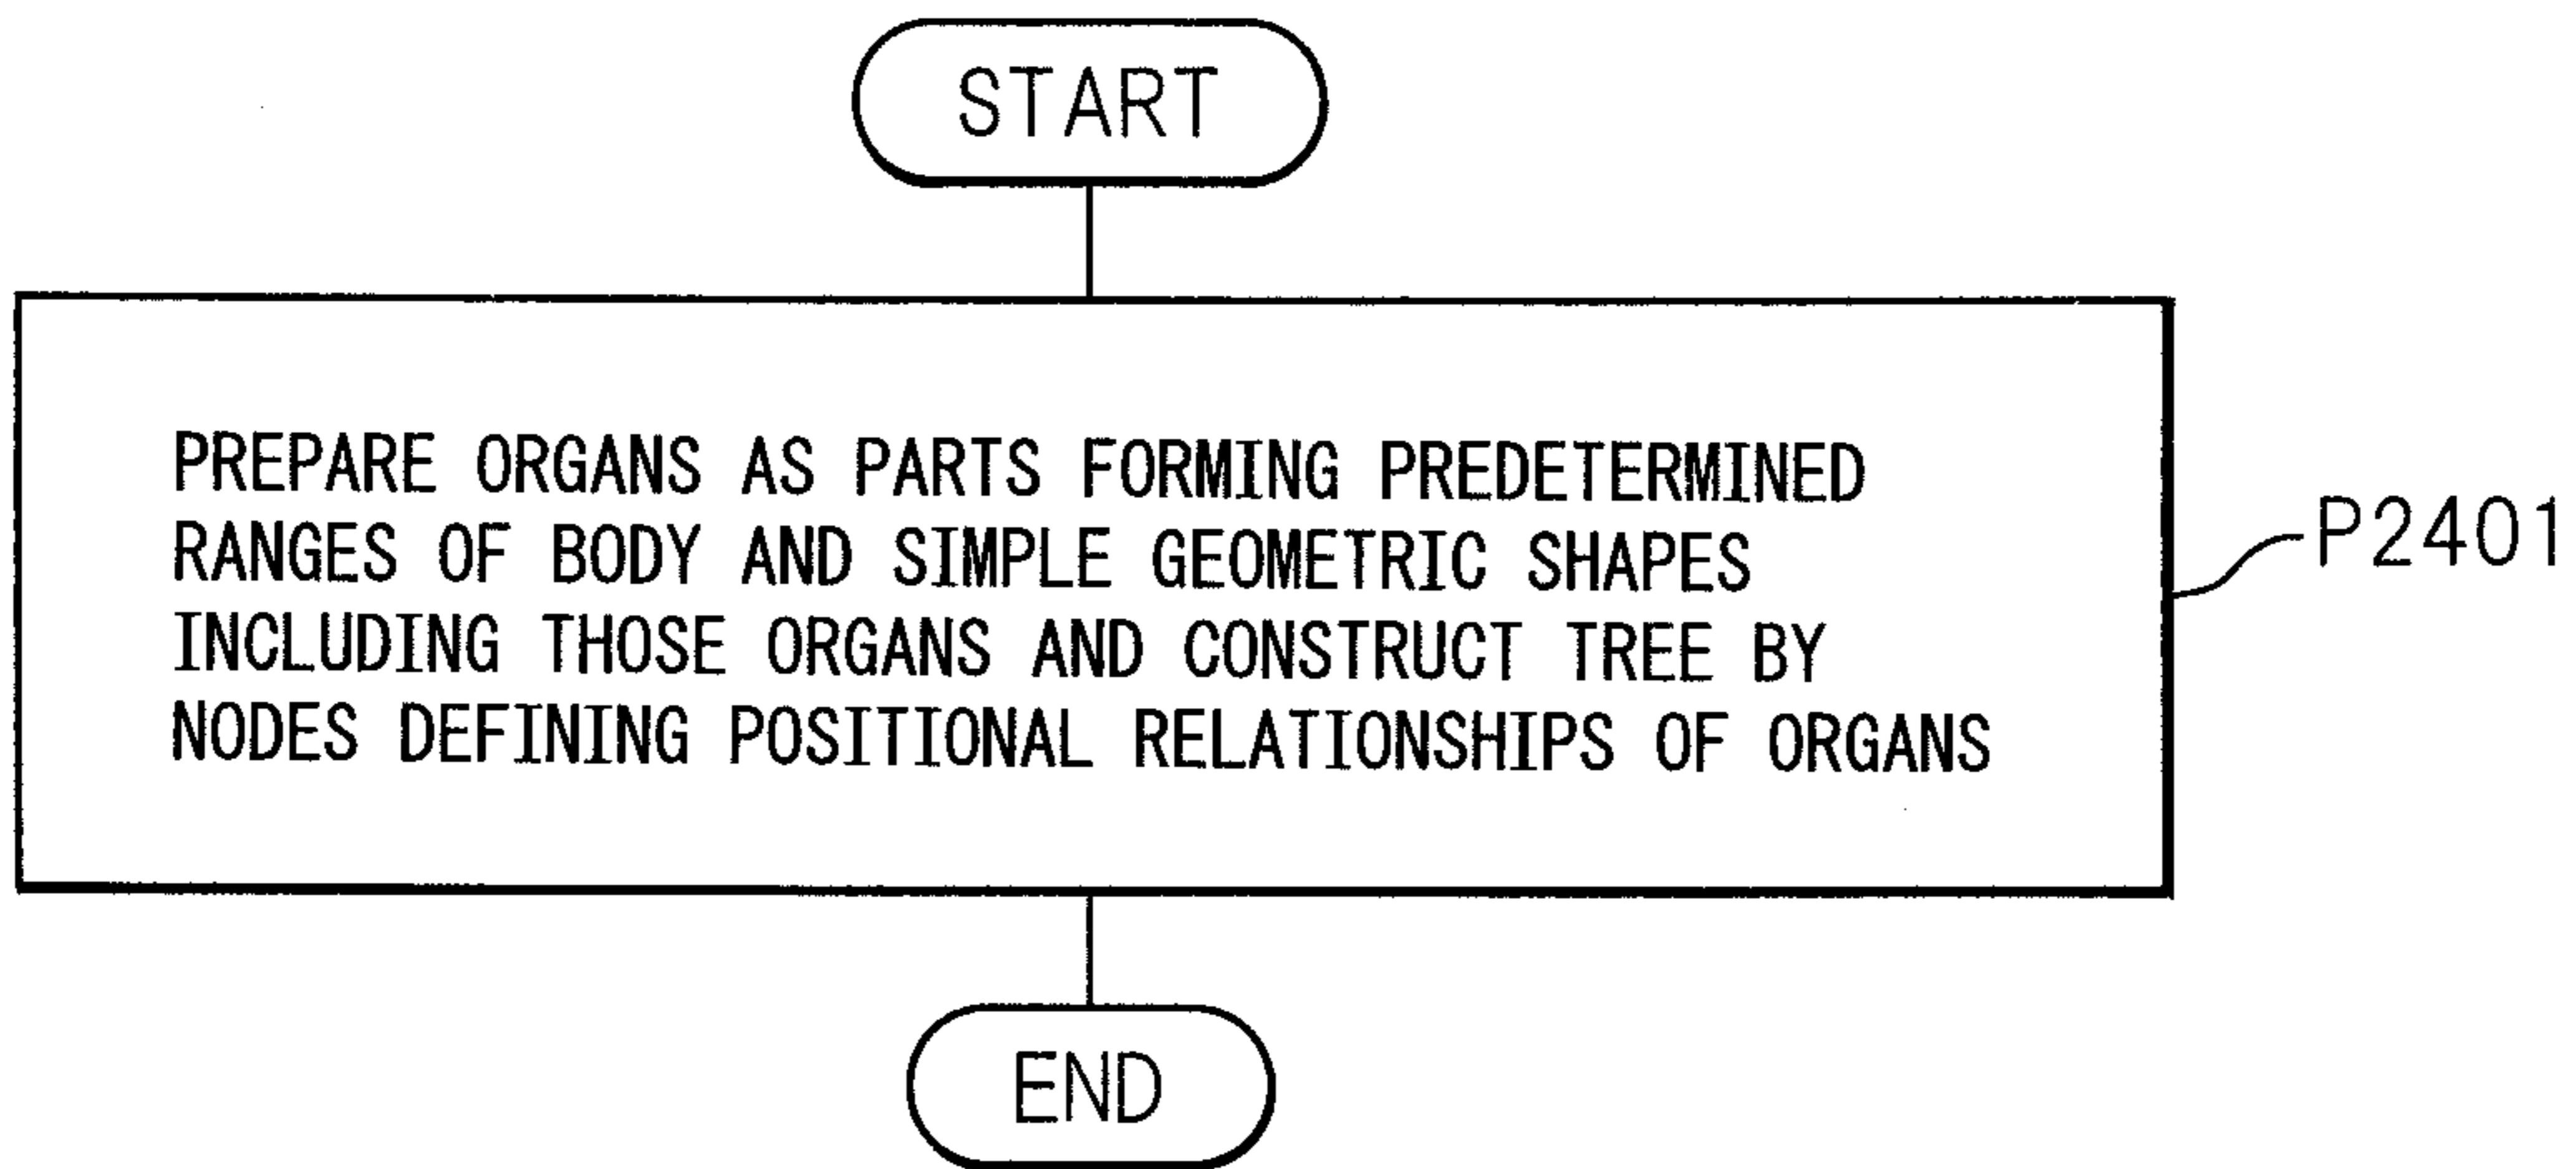 START
PREPARE ORGANS AS PARTS FORMING PREDETERMINED
RANGES OF BODY AND SIMPLE GEOMETRIC SHAPES
INCLUDING THOSE ORGANS AND CONSTRUCT TREE BY
NODES DEFINING POSITIONAL RELATIONSHIPS OF ORGANS
P2401
END